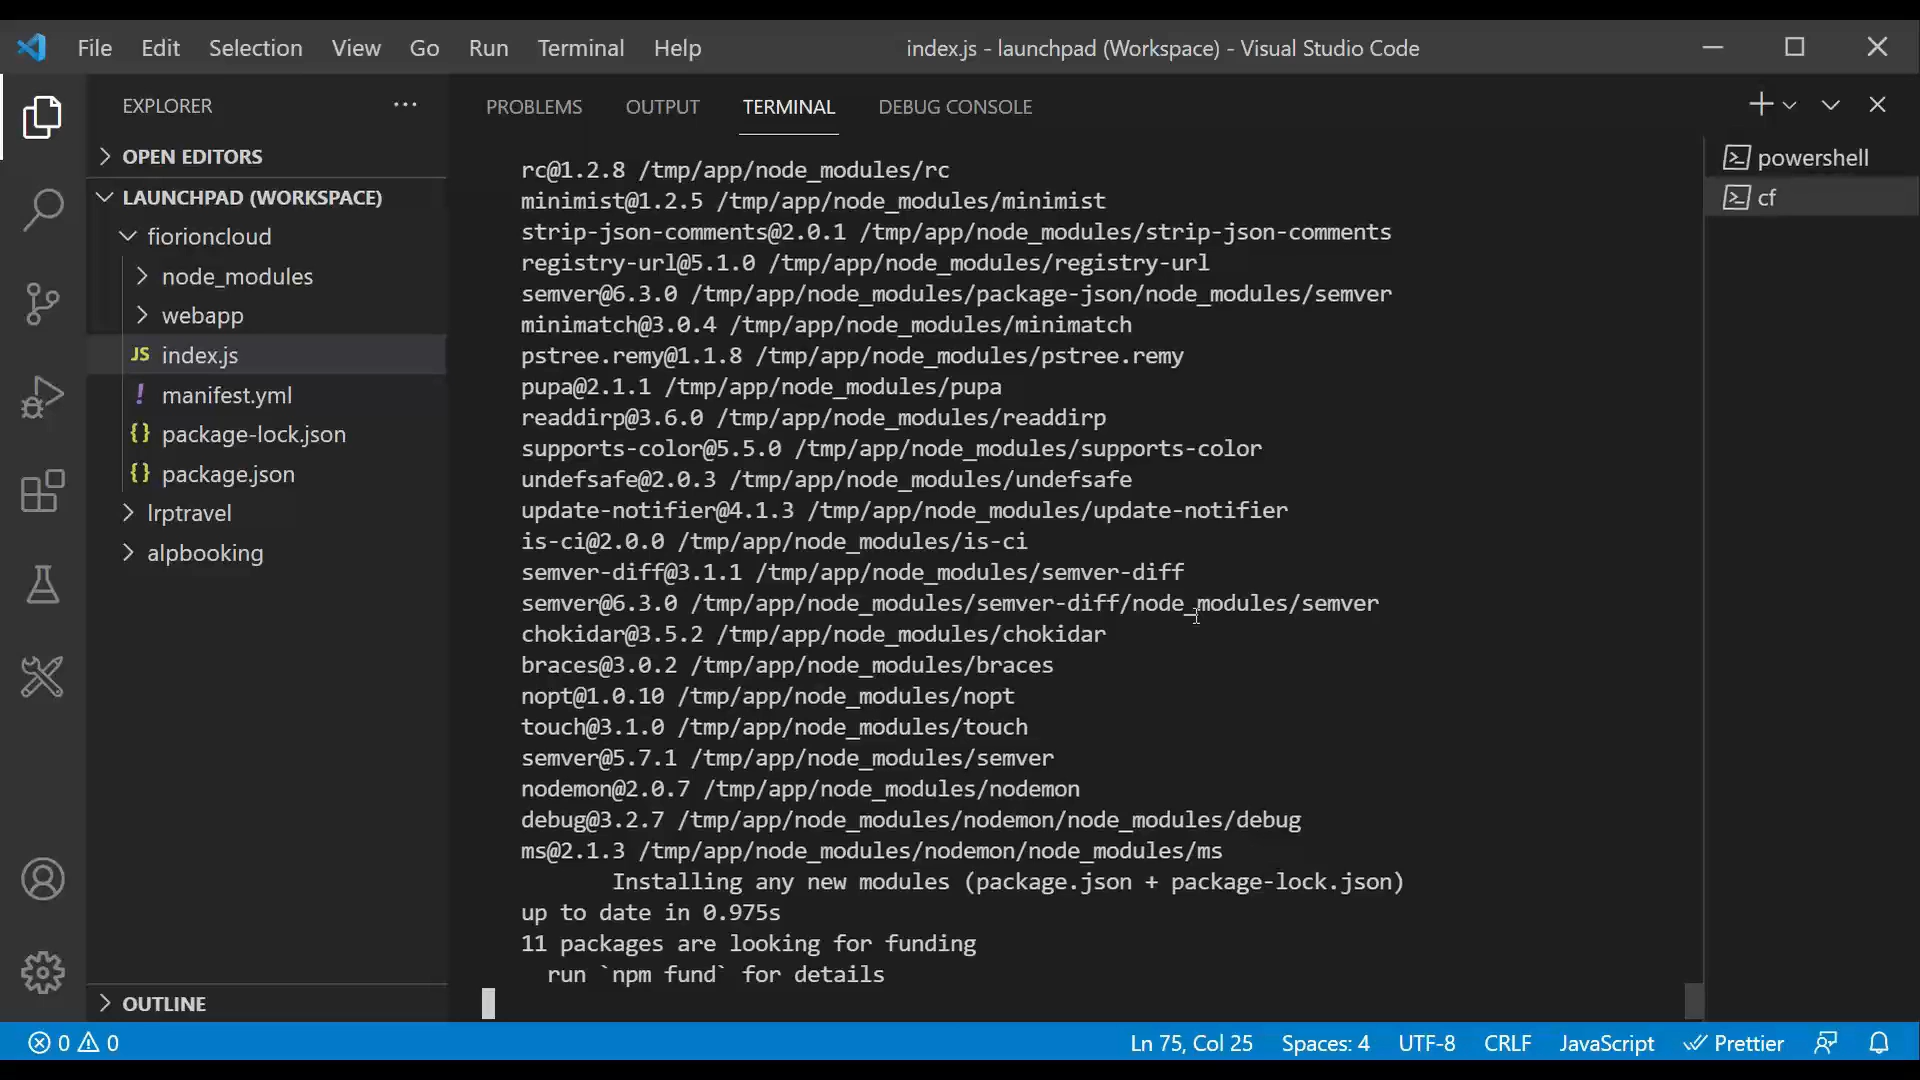 File Edit Selection View Go Run Terminal Help index.js - launchpad (Workspace) - Visual Studio Code
EXPLORER ···
OPEN EDITORS
LAUNCHPAD (WORKSPACE)
fiorioncloud
node_modules
webapp
JS index.js
! manifest.yml
{} package-lock.json
{} package.json
lrptravel
alpbooking
OUTLINE
PROBLEMS OUTPUT TERMINAL DEBUG CONSOLE
rc@1.2.8 /tmp/app/node_modules/rc
minimist@1.2.5 /tmp/app/node_modules/minimist
strip-json-comments@2.0.1 /tmp/app/node_modules/strip-json-comments
registry-url@5.1.0 /tmp/app/node_modules/registry-url
semver@6.3.0 /tmp/app/node_modules/package-json/node_modules/semver
minimatch@3.0.4 /tmp/app/node_modules/minimatch
pstree.remy@1.1.8 /tmp/app/node_modules/pstree.remy
pupa@2.1.1 /tmp/app/node_modules/pupa
readdirp@3.6.0 /tmp/app/node_modules/readdirp
supports-color@5.5.0 /tmp/app/node_modules/supports-color
undefsafe@2.0.3 /tmp/app/node_modules/undefsafe
update-notifier@4.1.3 /tmp/app/node_modules/update-notifier
is-ci@2.0.0 /tmp/app/node_modules/is-ci
semver-diff@3.1.1 /tmp/app/node_modules/semver-diff
semver@6.3.0 /tmp/app/node_modules/semver-diff/node_modules/semver
chokidar@3.5.2 /tmp/app/node_modules/chokidar
braces@3.0.2 /tmp/app/node_modules/braces
nopt@1.0.10 /tmp/app/node_modules/nopt
touch@3.1.0 /tmp/app/node_modules/touch
semver@5.7.1 /tmp/app/node_modules/semver
nodemon@2.0.7 /tmp/app/node_modules/nodemon
debug@3.2.7 /tmp/app/node_modules/nodemon/node_modules/debug
ms@2.1.3 /tmp/app/node_modules/nodemon/node_modules/ms
Installing any new modules (package.json + package-lock.json)
up to date in 0.975s
11 packages are looking for funding
run `npm fund` for details
powershell
cf
0 0 Ln 75, Col 25 Spaces: 4 UTF-8 CRLF JavaScript Prettier